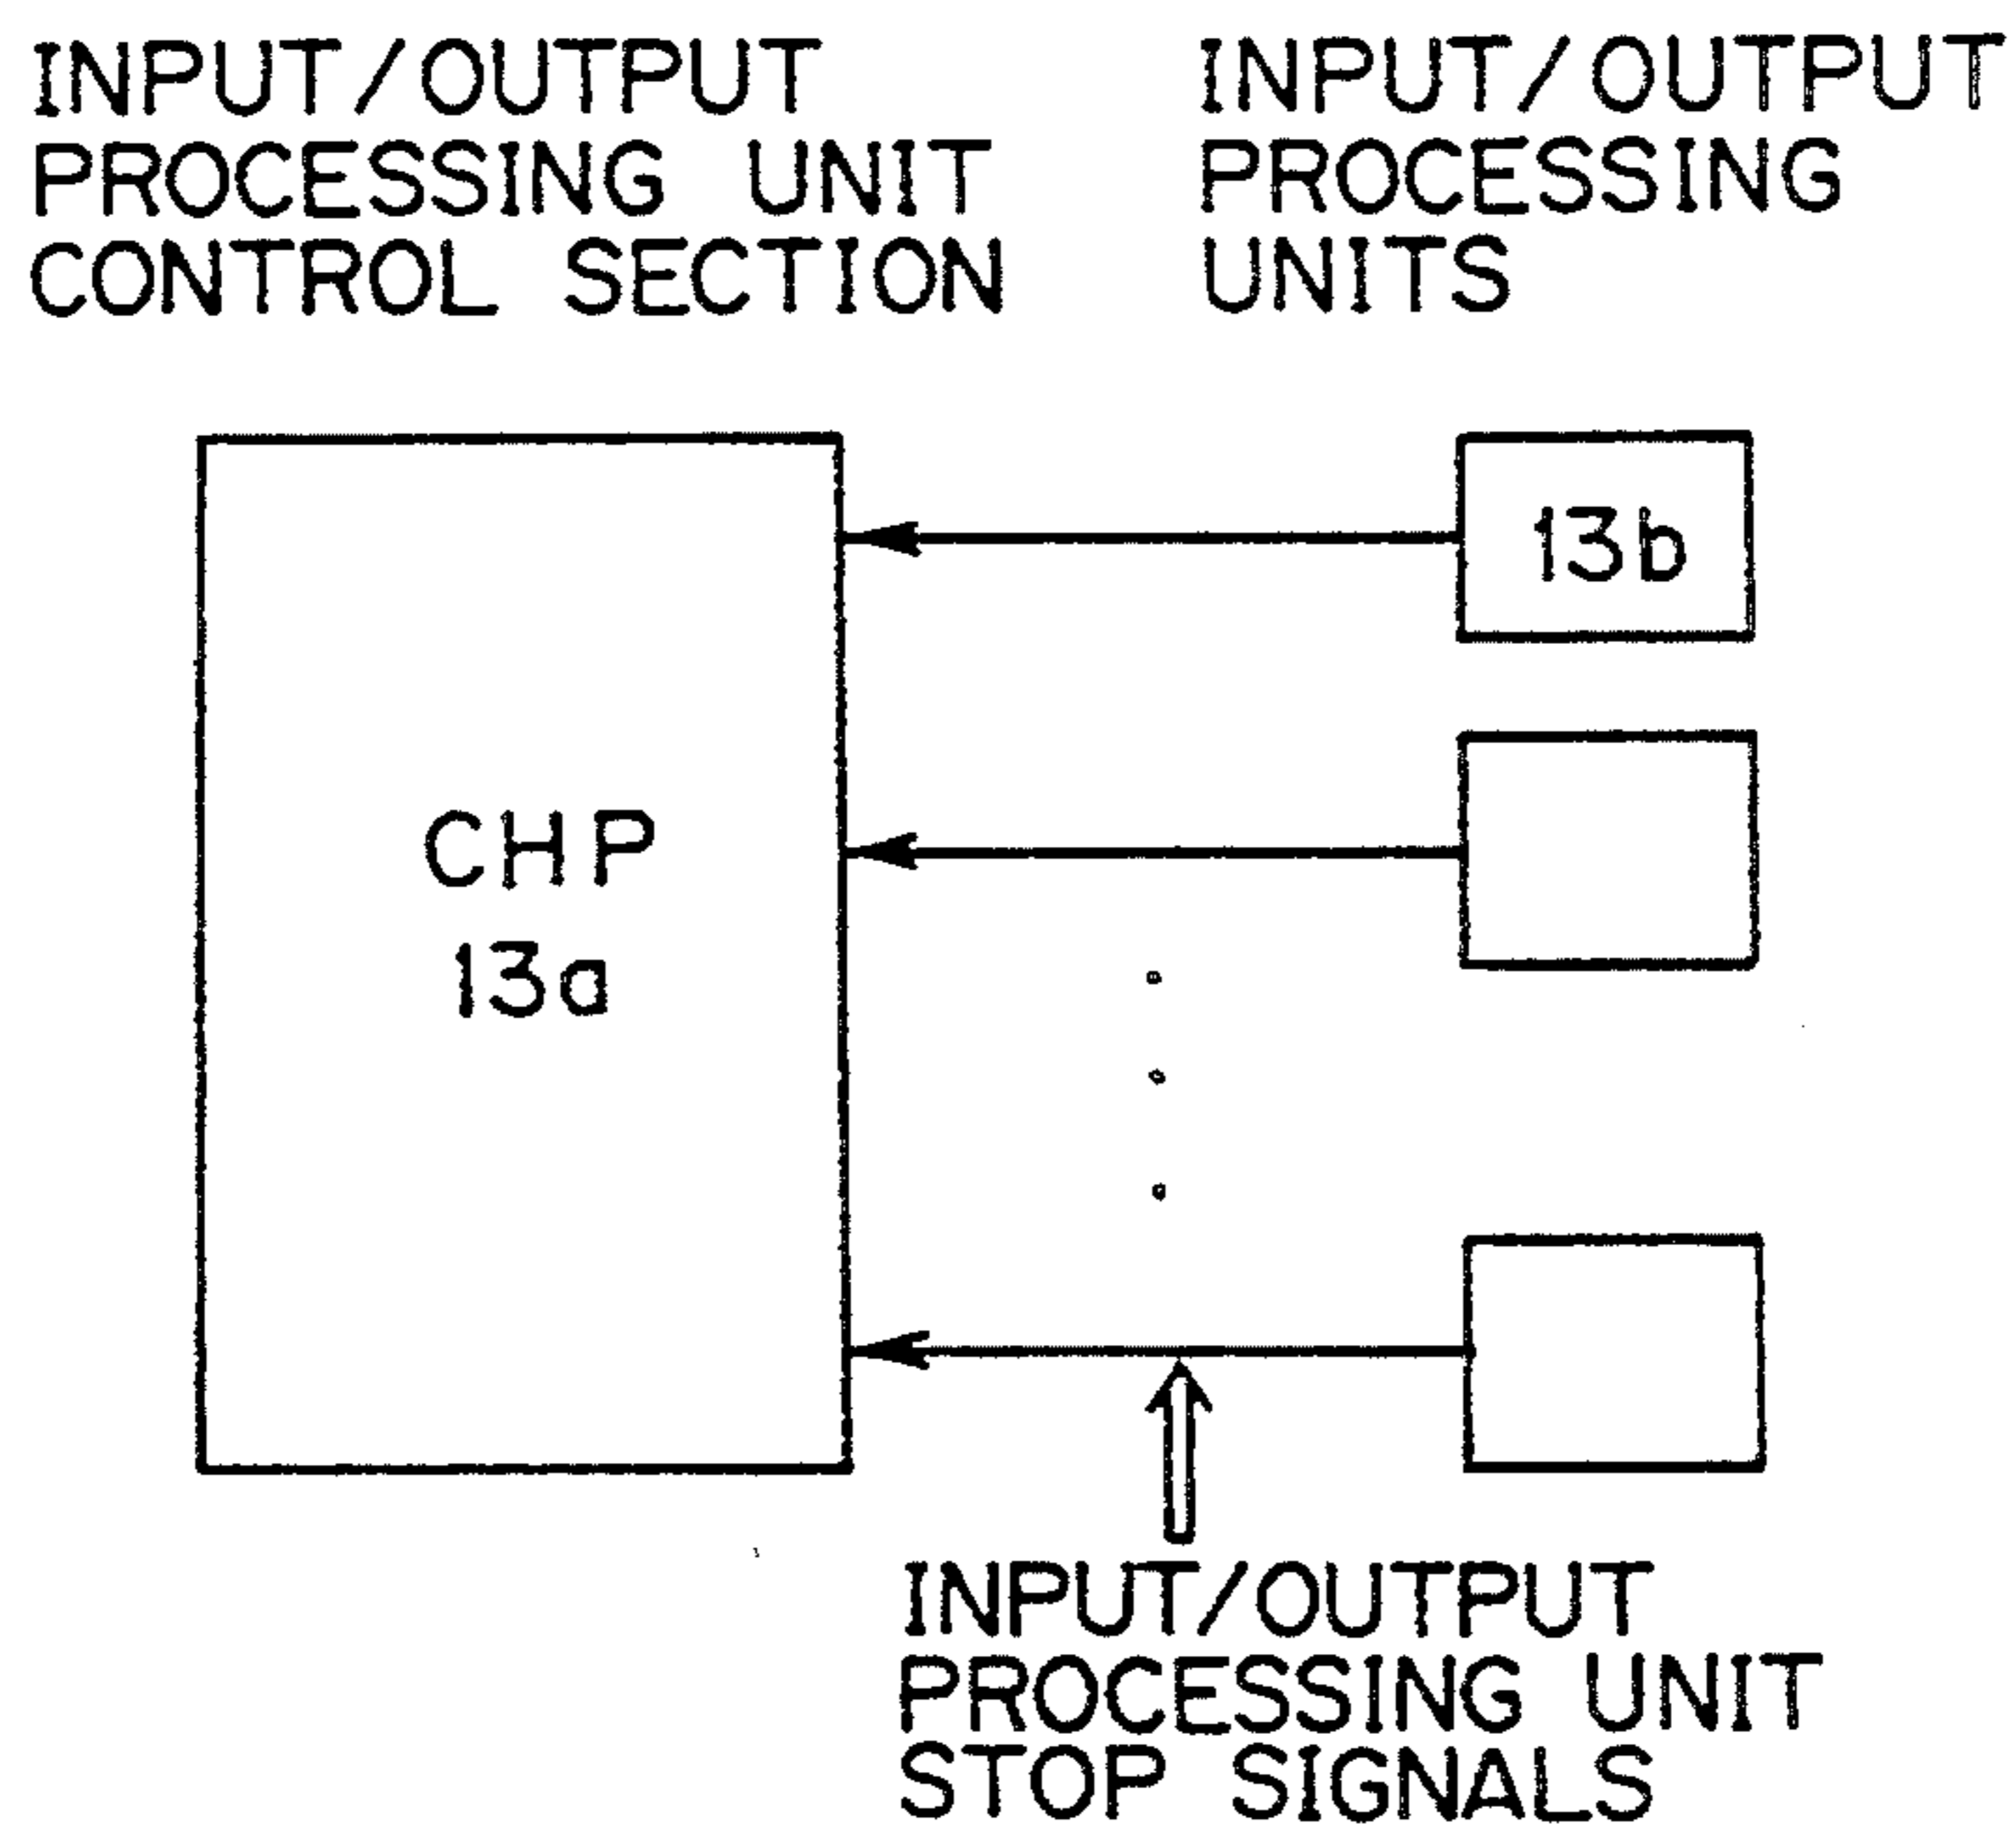 INPUT/OUTPUT
PROCESSING UNIT
CONTROL SECTION
INPUT/OUTPUT
PROCESSING
UNITS
13b
CHP
13a
INPUT/OUTPUT
PROCESSING UNIT
STOP SIGNALS